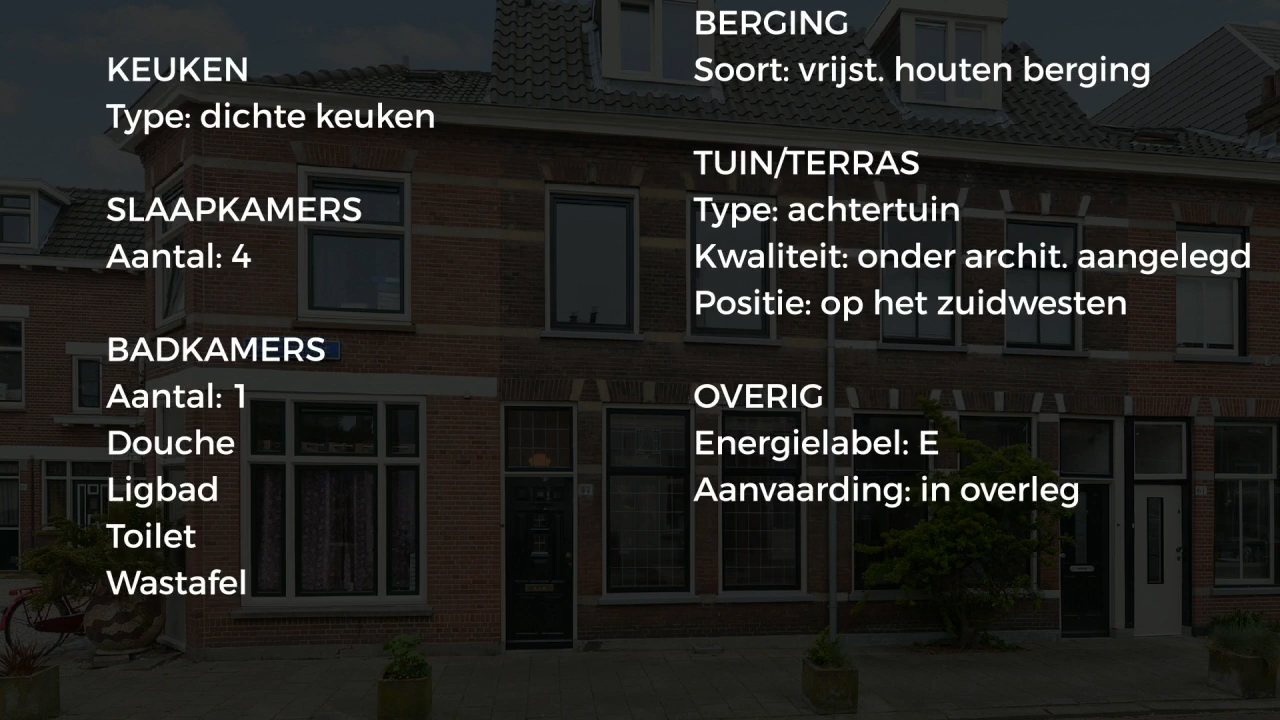 KEUKEN
Type: dichte keuken
SLAAPKAMERS
Aantal: 4
BADKAMERS
Aantal: 1
Douche
Ligbad
Toilet
Wastafel
BERGING
Soort: vrijst. houten berging
TUIN/TERRAS
Type: achtertuin
Kwaliteit: onder archit. aangelegd
Positie: op het zuidwesten
OVERIG
Energielabel: E
Aanvaarding: in overleg